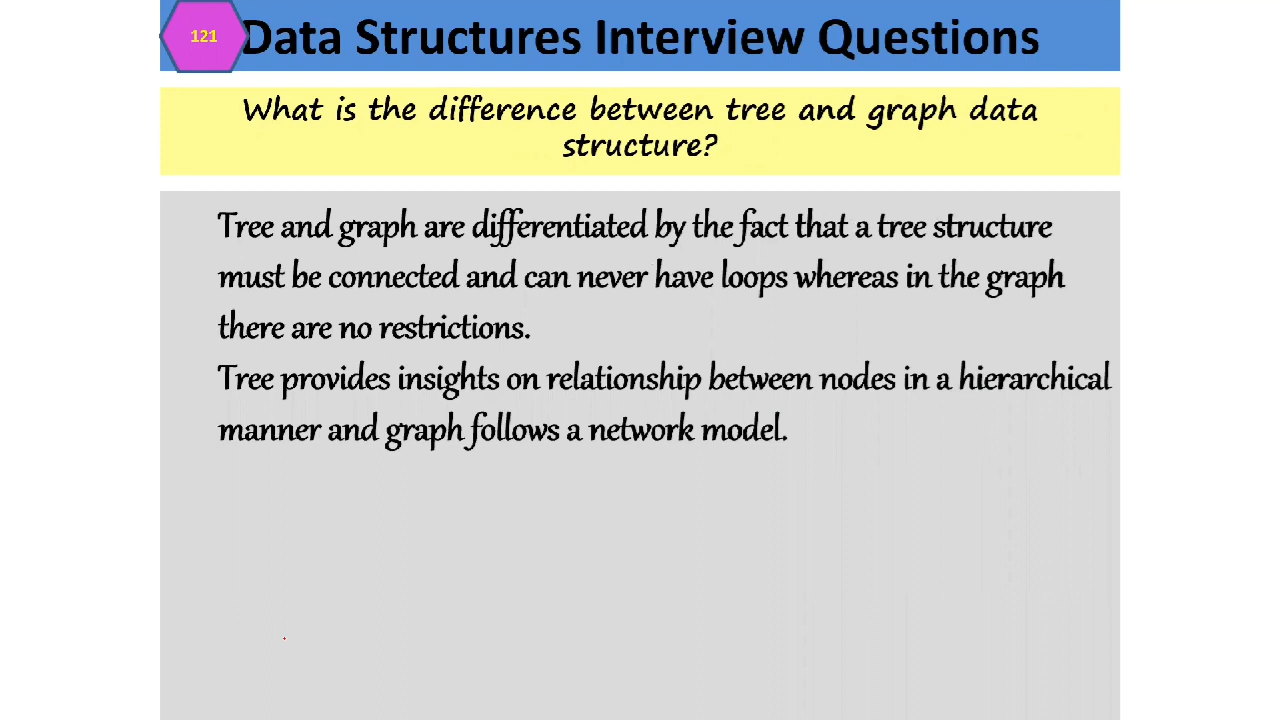 121
Data Structures Interview Questions
What is the difference between tree and graph data
structure?
Tree and graph are differentiated by the fact that a tree structure
must be connected and can never have loops whereas in the graph
there are no restrictions.
Tree provides insights on relationship between nodes in a hierarchical
manner and graph follows a network model.